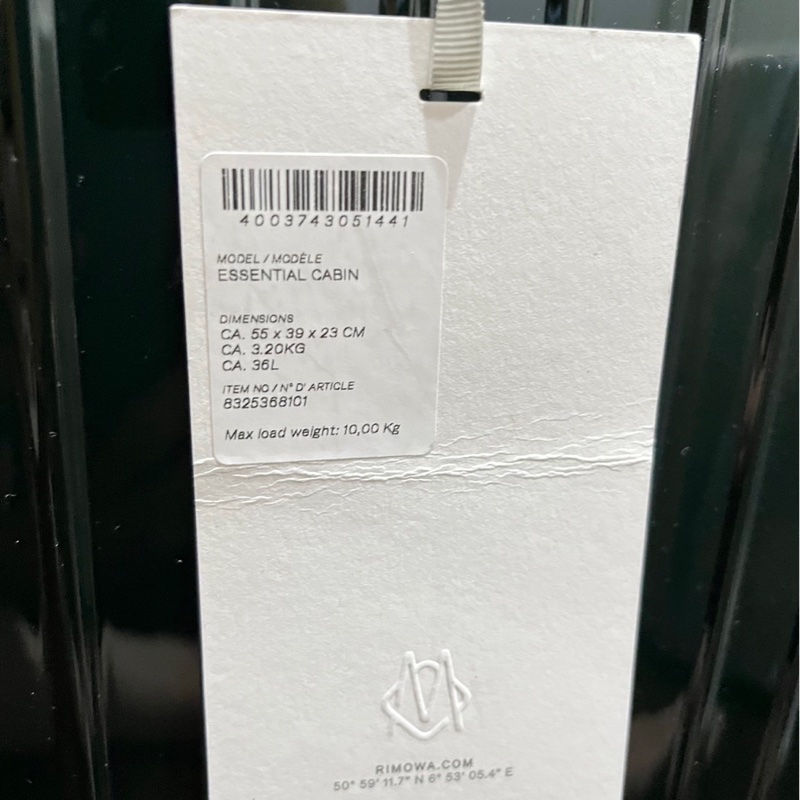 4003743051441
MODEL / MODÈLE
ESSENTIAL CABIN
DIMENSIONS
CA. 55 x 39 x 23 CM
CA. 3.20KG
CA. 36L
ITEM NO / N° D' ARTICLE
8325368101
Max load weight: 10,00 Kg
RIMOWA.COM
50° 59' 11.7" N 6° 53' 05.4" E